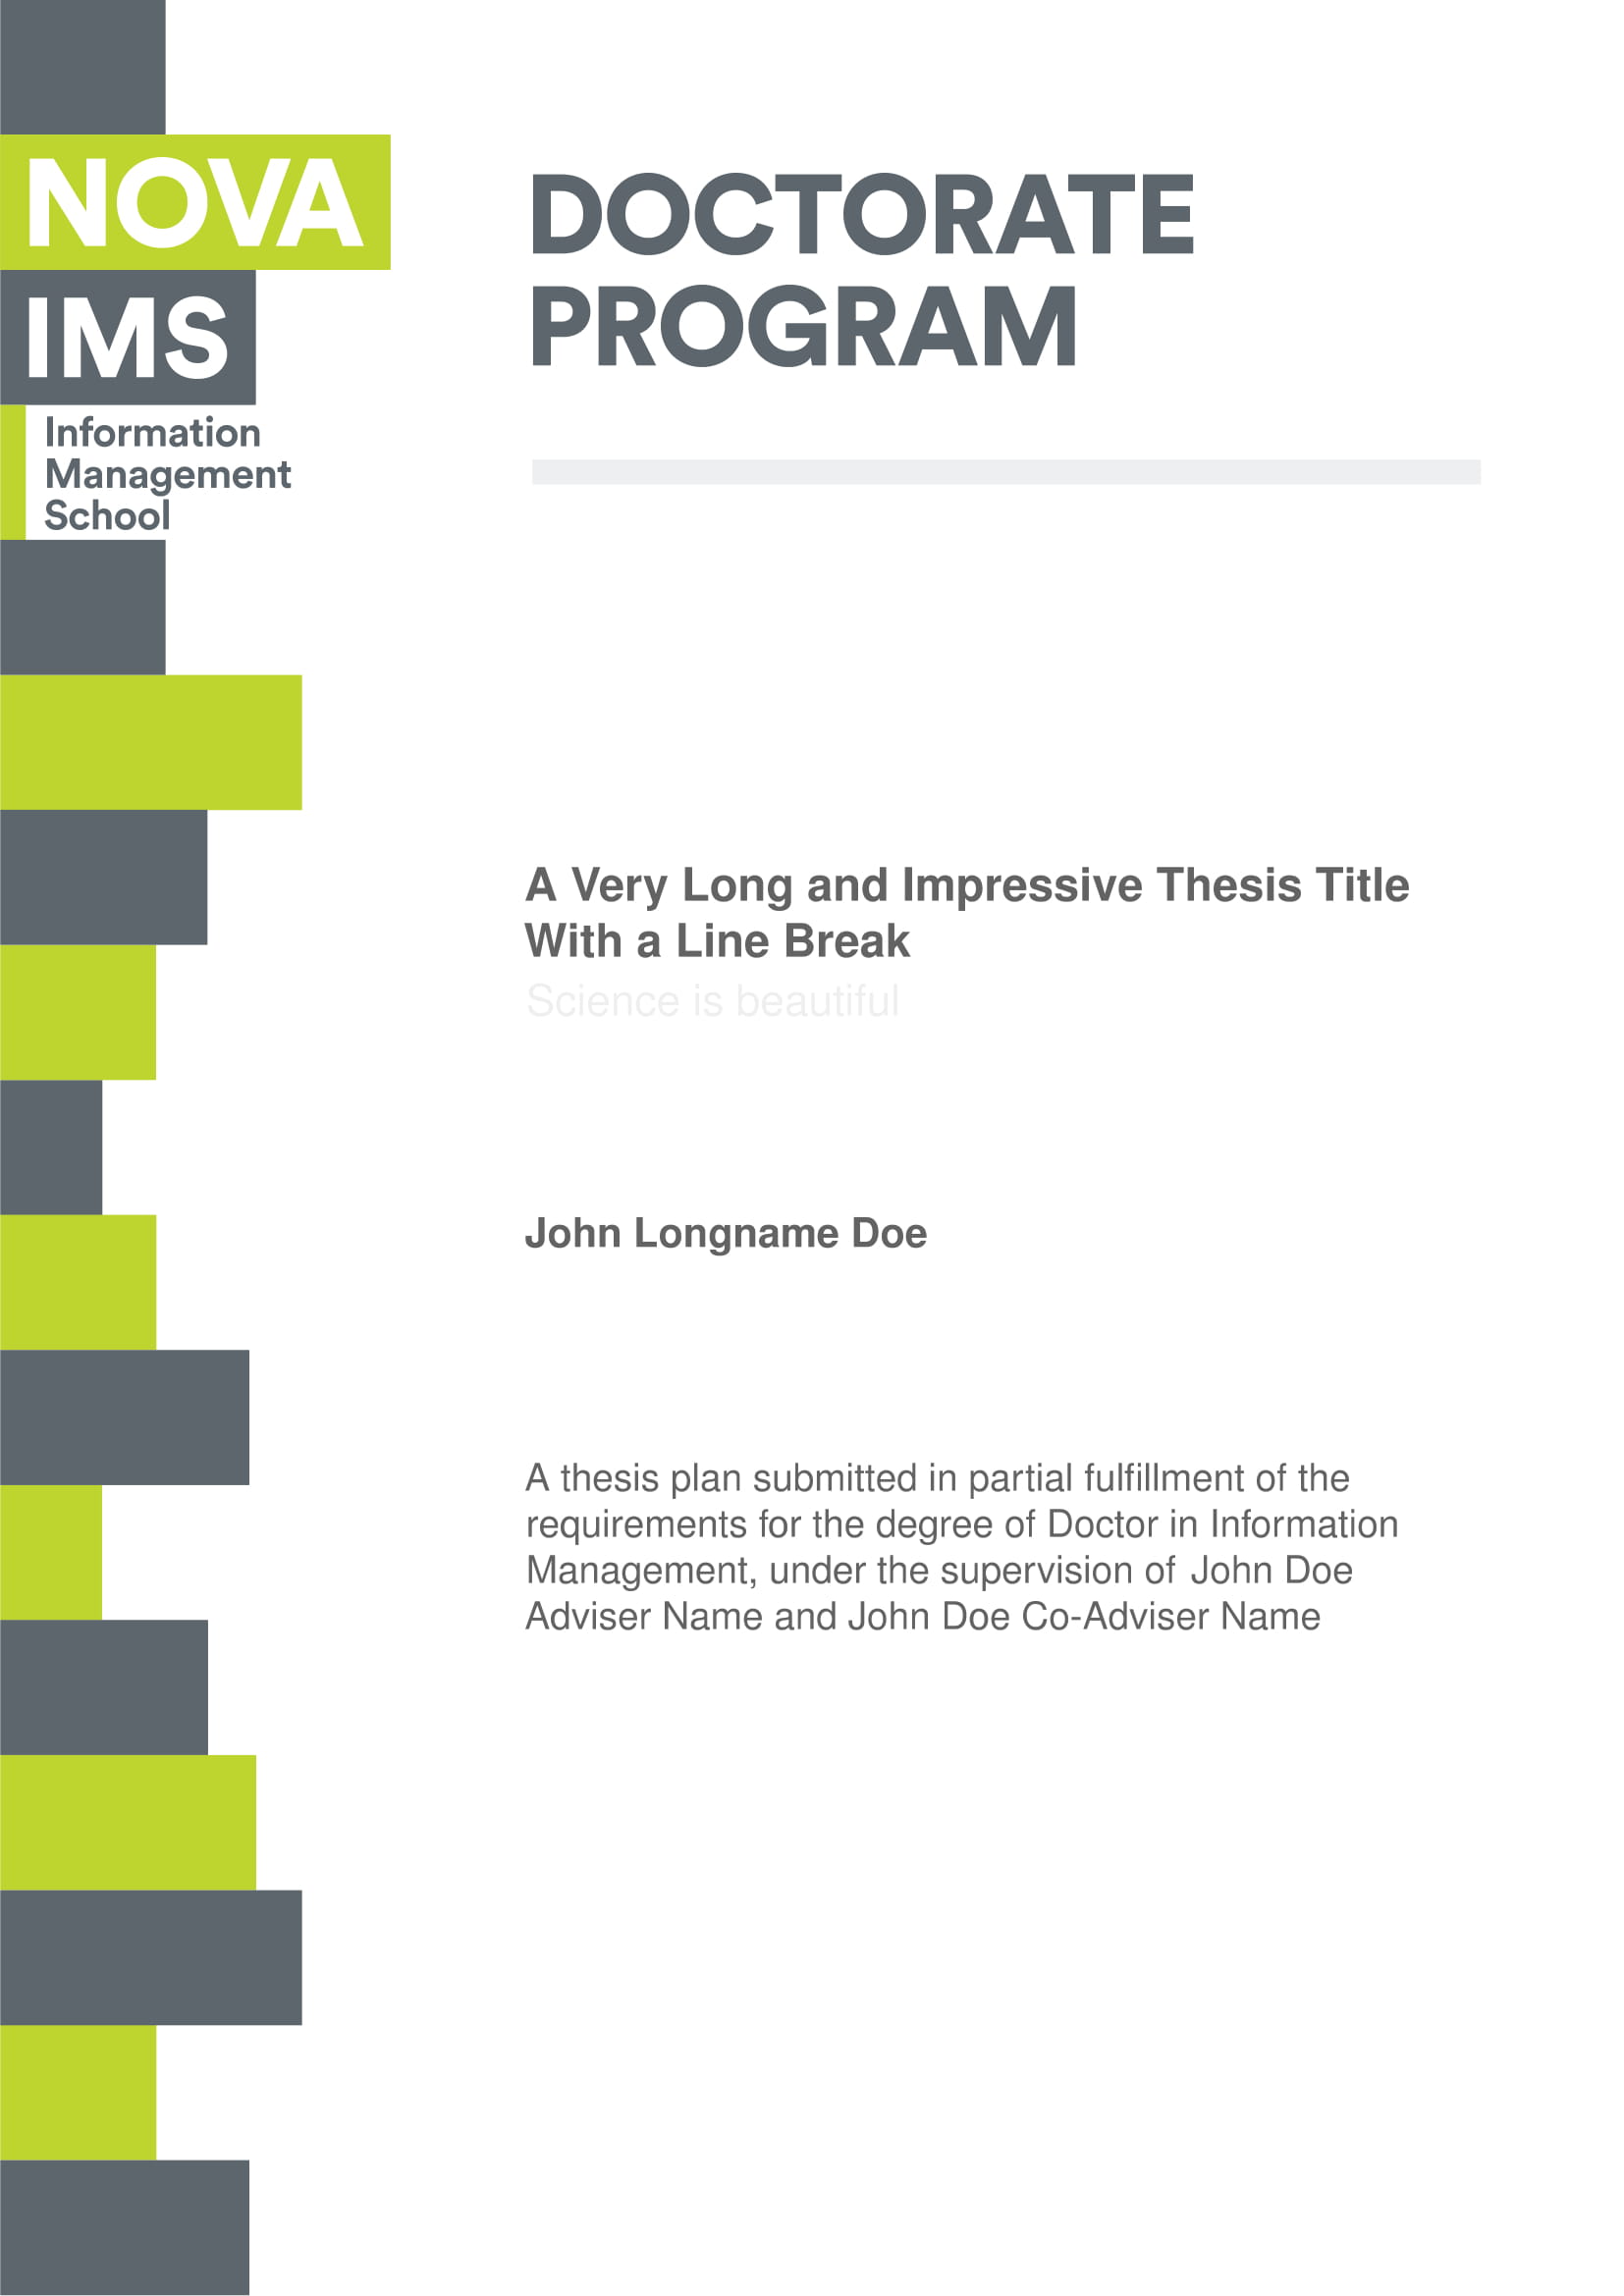 NOVA
IMS
Information
Management
School
DOCTORATE
PROGRAM
A Very Long and Impressive Thesis Title
With a Line Break
Science is beautiful
John Longname Doe
A thesis plan submitted in partial fulfillment of the
requirements for the degree of Doctor in Information
Management, under the supervision of John Doe
Adviser Name and John Doe Co-Adviser Name